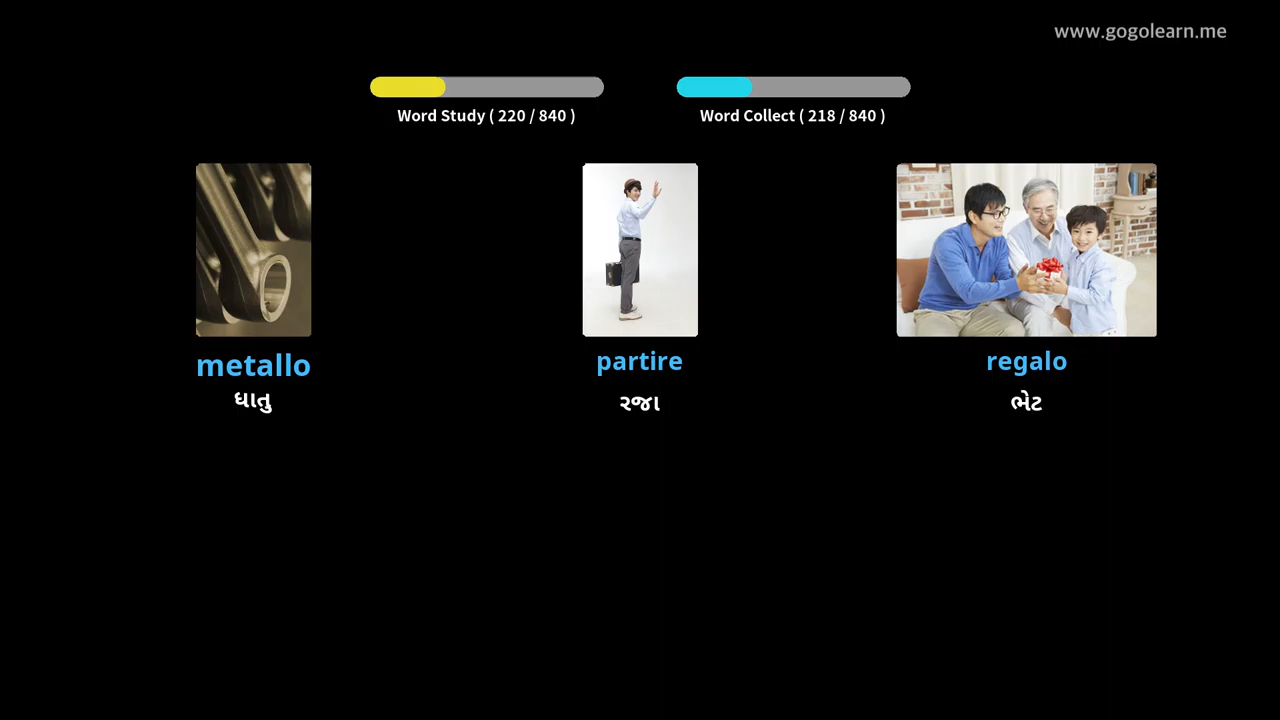 www.gogolearn.me
Word Study ( 220 / 840 )
Word Collect ( 218 / 840 )
metallo
partire
regalo
ધાતુ
રજા
ભેટ